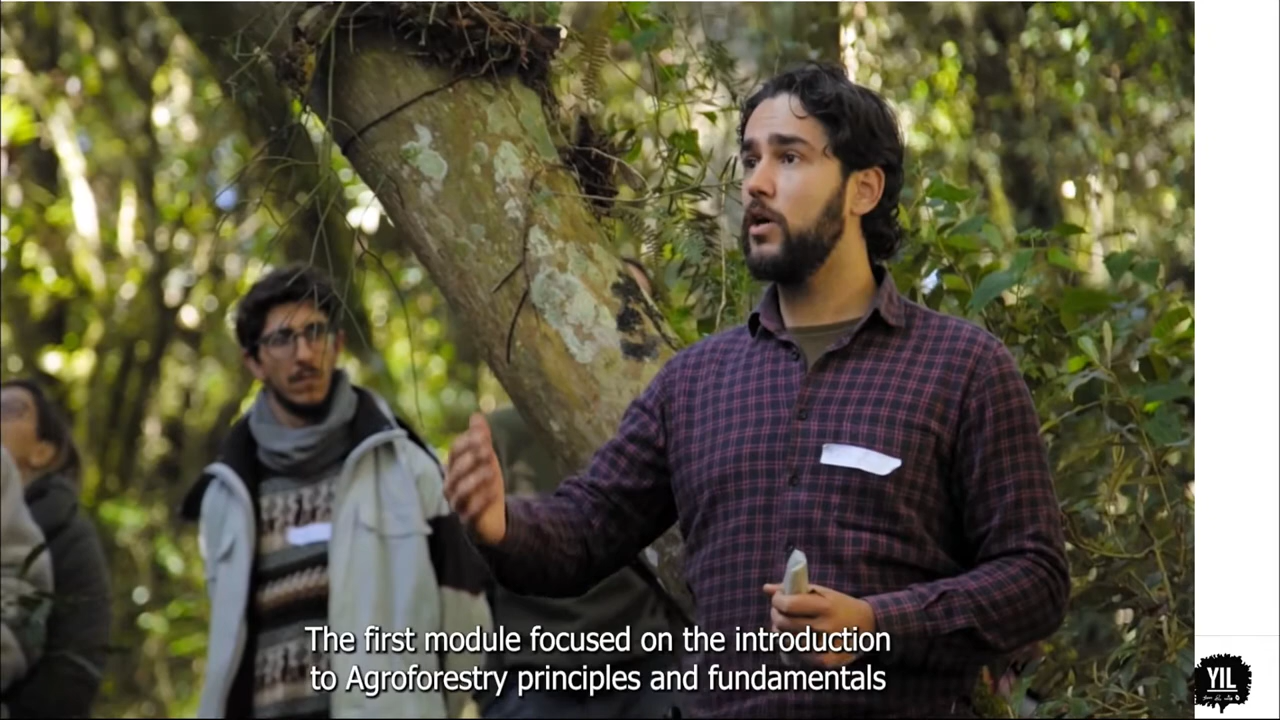 The first module focused on the introduction
to Agroforestry principles and fundamentals
YIL